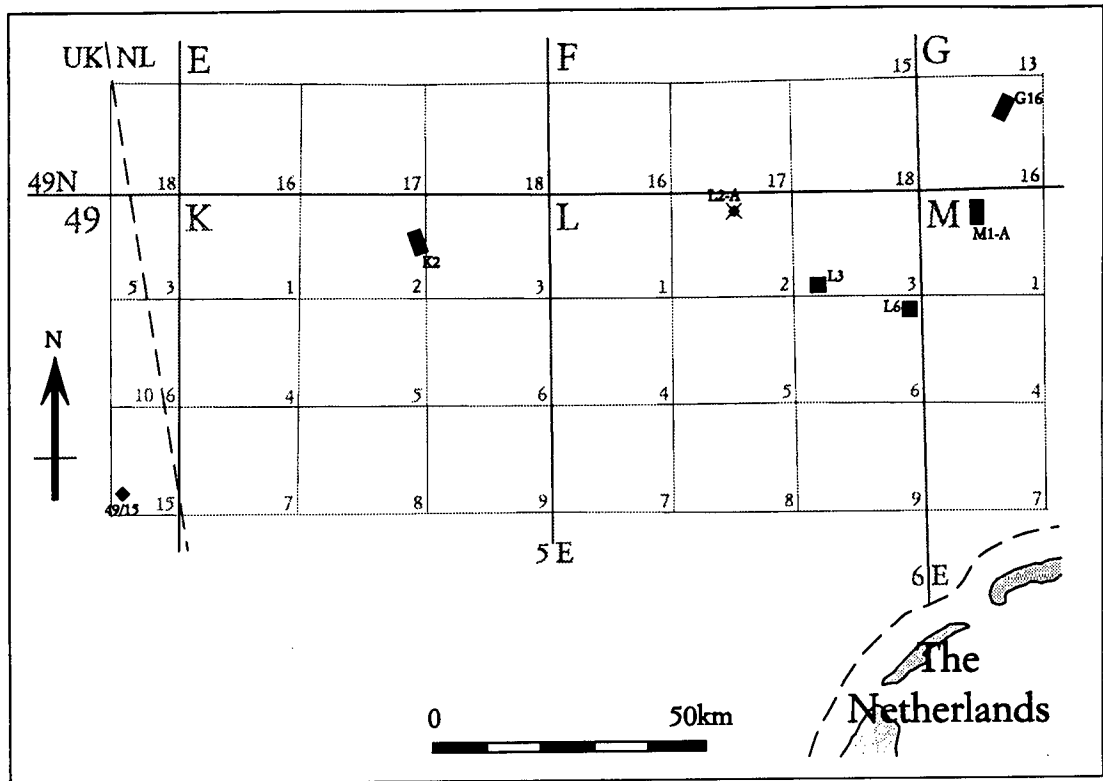 UK\NL E F G
15 13
G16
49N 18 16 17 18 16 17 18 16
L2-A
49 K L M
M1-A
K2
L3
5 3 1 2 3 1 2 3 1
L6
N
10 6 4 5 6 4 5 6 4
15 7 8 9 7 8 9 7
49/15
5 E
6 E
The
Netherlands
0 50km